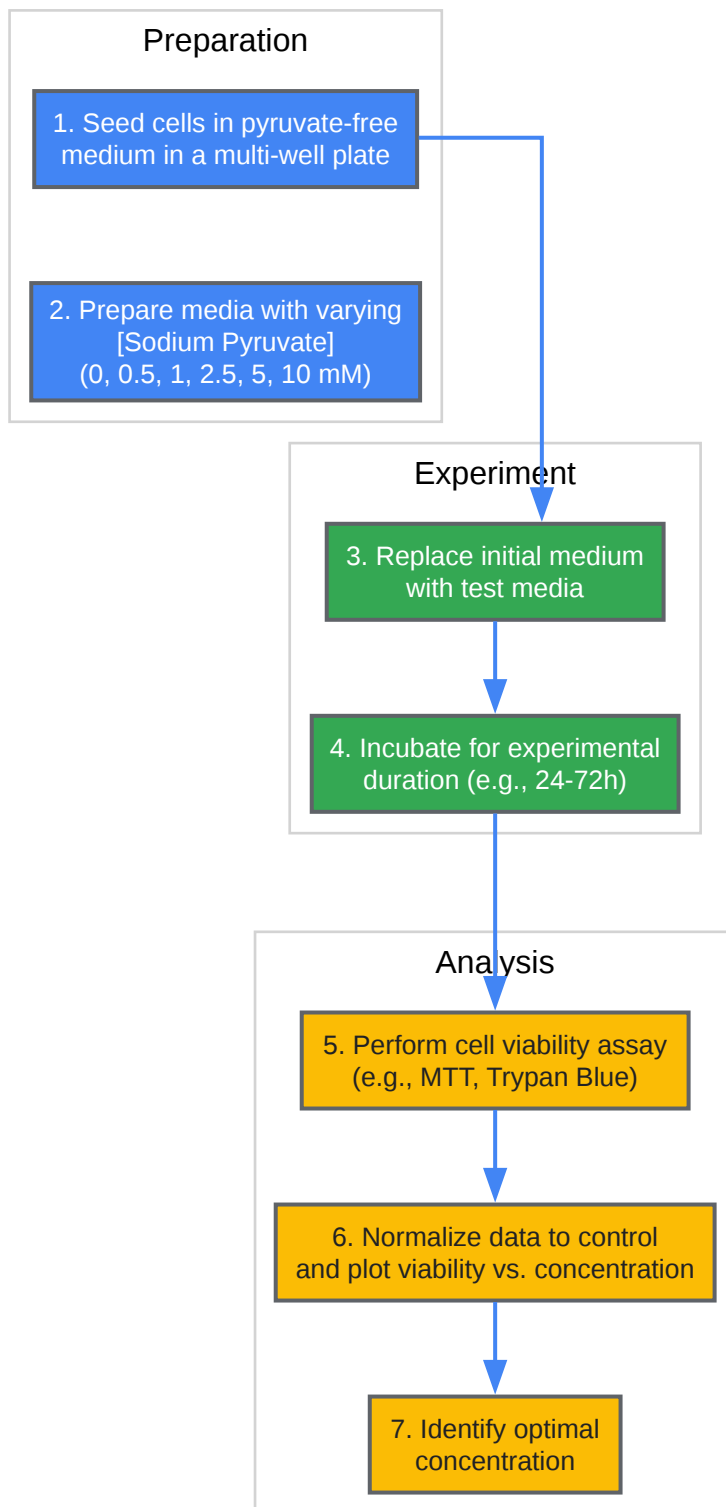 Preparation
1. Seed cells in pyruvate-free
medium in a multi-well plate
2. Prepare media with varying
[Sodium Pyruvate]
(0, 0.5, 1, 2.5, 5, 10 mM)
Experiment
3. Replace initial medium
with test media
4. Incubate for experimental
duration (e.g., 24-72h)
Analysis
5. Perform cell viability assay
(e.g., MTT, Trypan Blue)
6. Normalize data to control
and plot viability vs. concentration
7. Identify optimal
concentration